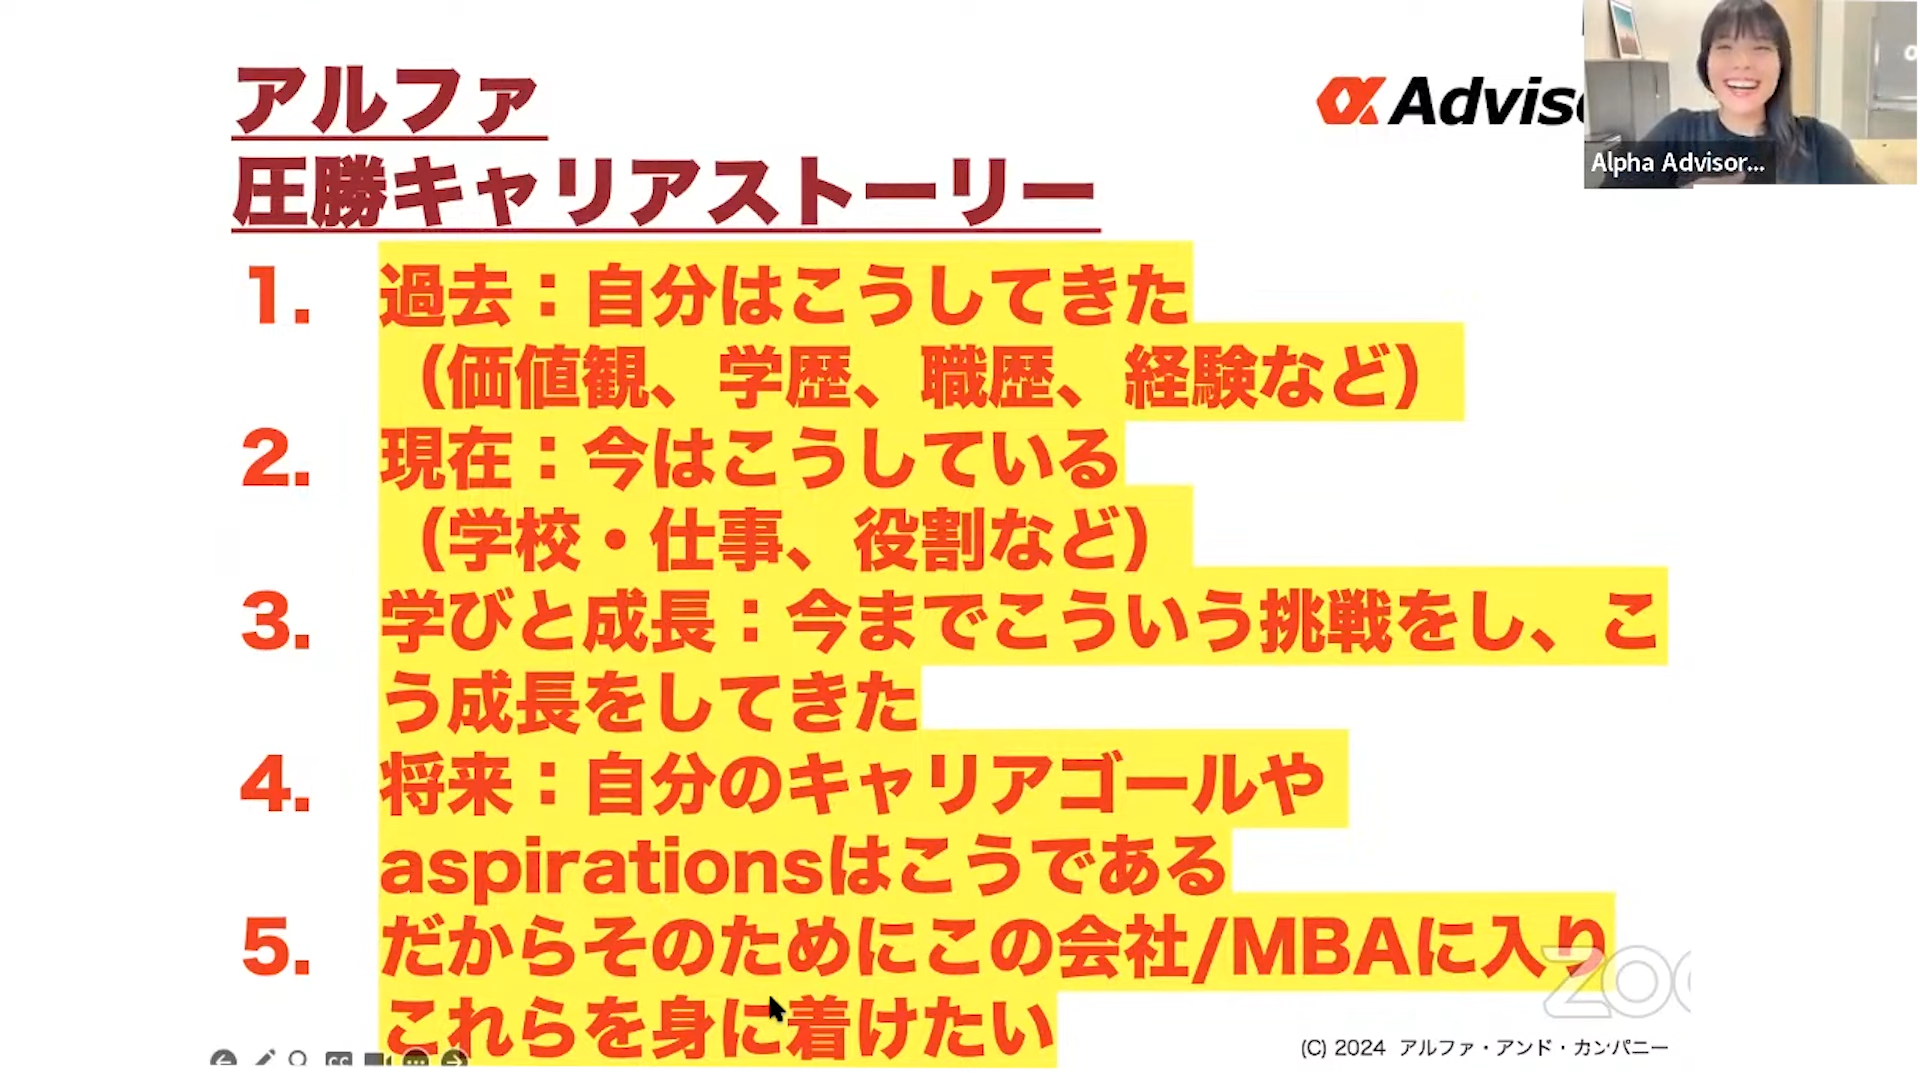 アルファ
圧勝キャリアストーリー
α Advis
Alpha Advisor...
1. 過去：自分はこうしてきた
（価値観、学歴、職歴、経験など）
2. 現在：今はこうしている
（学校・仕事、役割など）
3. 学びと成長：今までこういう挑戦をし、こ
う成長をしてきた
4. 将来：自分のキャリアゴールや
aspirationsはこうである
5. だからそのためにこの会社/MBAに入り
これらを身に着けたい
(C) 2024 アルファ・アンド・カンパニー